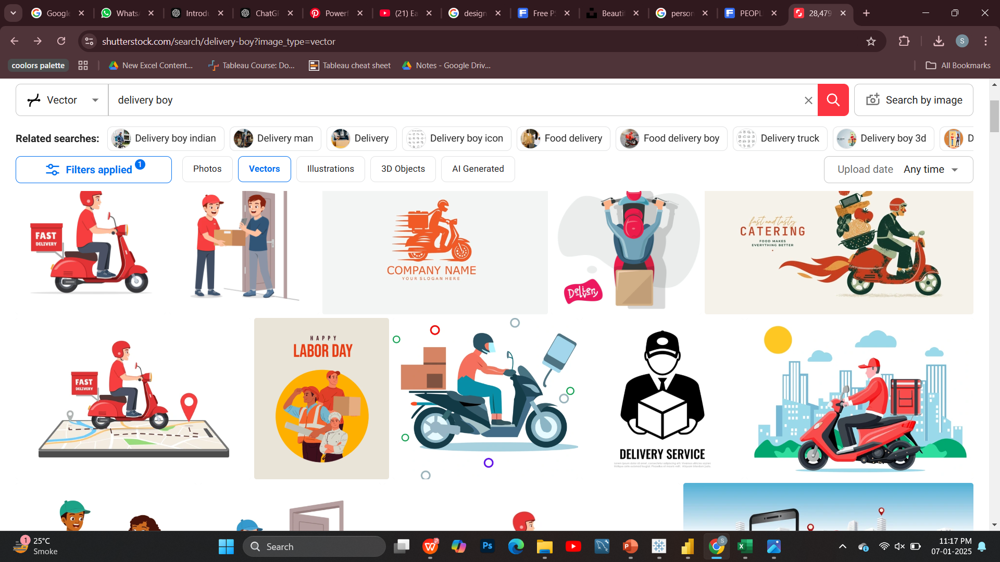 Google
WhatsA
Introdu
ChatGP
Powerf
(21) Ea
design
Free PS
Beautif
person
PEOPL
28,479
shutterstock.com/search/delivery-boy?image_type=vector
S
coolors palette
New Excel Content...
Tableau Course: Do...
Tableau cheat sheet
Notes - Google Driv...
All Bookmarks
Vector
delivery boy
Search by image
Related searches:
Delivery boy indian
Delivery man
Delivery
Delivery boy icon
Food delivery
Food delivery boy
Delivery truck
Delivery boy 3d
D
Filters applied
1
Photos
Vectors
Illustrations
3D Objects
AI Generated
Upload date
Any time
FAST
DELIVERY
COMPANY NAME
YOUR SLOGAN HERE
Delivery
fast and tasty
CATERING
FOOD MAKES
EVERYTHING BETTER
FAST
DELIVERY
HAPPY
LABOR DAY
DELIVERY SERVICE
1
25°C
Smoke
Search
Ps
S
11:17 PM
07-01-2025